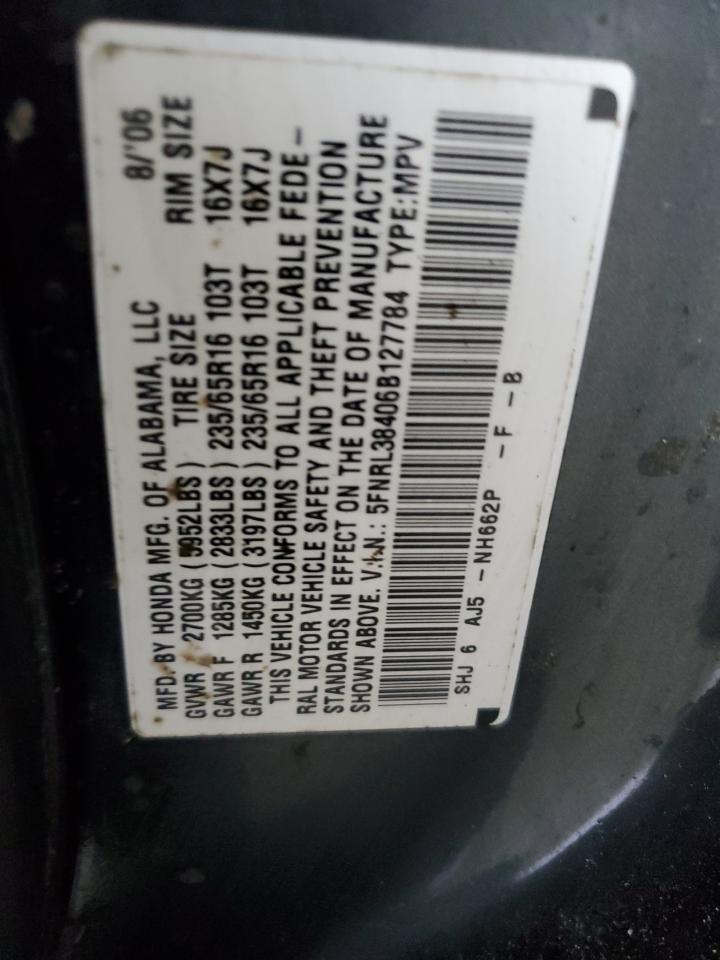 MFD. BY HONDA MFG. OF ALABAMA, LLC 8/'06
GVWR 2700KG (5952LBS) TIRE SIZE RIM SIZE
GAWR F 1285KG (2833LBS) 235/65R16 103T 16X7J
GAWR R 1450KG (3197LBS) 235/65R16 103T 16X7J
THIS VEHICLE CONFORMS TO ALL APPLICABLE FEDE-
RAL MOTOR VEHICLE SAFETY AND THEFT PREVENTION
STANDARDS IN EFFECT ON THE DATE OF MANUFACTURE
SHOWN ABOVE. V.I.N.: 5FNRL38406B127784 TYPE:MPV
SHJ 6 AJ5 -NH662P -F -B